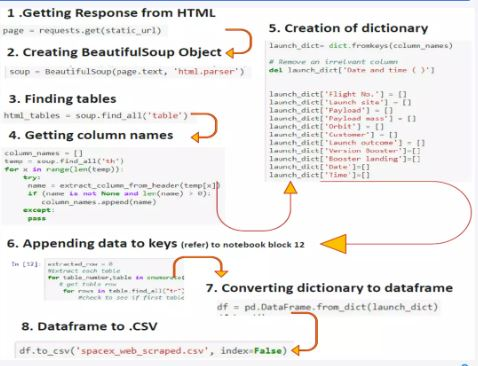 1 .Getting Response from HTML
page = requests.get(static_url)
2. Creating BeautifulSoup Object
soup = BeautifulSoup(page.text, 'html.parser')
3. Finding tables
html_tables = soup.find_all('table')
4. Getting column names
column_names = []
temp = soup.find_all('th')
for x in range(len(temp)):
try:
name = extract_column_from_header(temp[x])
if (name is not None and len(name) > 0):
column_names.append(name)
except:
pass
5. Creation of dictionary
launch_dict= dict.fromkeys(column_names)
# Remove an irrelvant column
del launch_dict['Date and time ( )']
launch_dict['Flight No.'] = []
launch_dict['Launch site'] = []
launch_dict['Payload'] = []
launch_dict['Payload mass'] = []
launch_dict['Orbit'] = []
launch_dict['Customer'] = []
launch_dict['Launch outcome'] = []
launch_dict['Version Booster']=[]
launch_dict['Booster landing']=[]
launch_dict['Date']=[]
launch_dict['Time']=[]
6. Appending data to keys (refer) to notebook block 12
In [12]: extracted_row = 0
#Extract each table
for table_number,table in enumerate(
# get table row
for rows in table.find_all("tr"
#check to see if first table
7. Converting dictionary to dataframe
df = pd.DataFrame.from_dict(launch_dict)
8. Dataframe to .CSV
df.to_csv('spacex_web_scraped.csv', index=False)